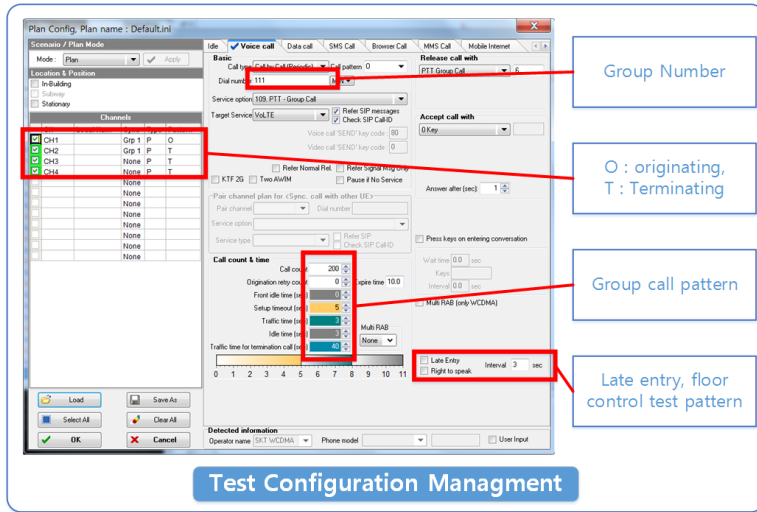 Plan Config, Plan name : Default.ini
Scenario / Plan Mode
Mode : Plan Apply
Location & Position
In-Building
Subway
Stationary
Channels
CH1 Grp 1 P O
CH2 Grp 1 P T
CH3 None P T
CH4 None P T
None
None
None
None
None
None
None
None
Load Save As
Select All Clear All
OK Cancel
Idle Voice call Data call SMS Call Browser Call MMS Call Mobile Internet
Basic
Call type Call by Call (Periodic) Call pattern 0
Dial number 111
Service option 109. PTT - Group Call
Target Service VoLTE Refer SIP messages
Check SIP Call-ID
Voice call 'SEND' key code 80
Video call 'SEND' key code 0
Refer Normal Rel. Refer Signal Msg Only
KTF 2G Two AWIM Pause if No Service
Pair channel plan for <Sync. call with other UE>
Pair channel Dial number
Service option
Service type Refer SIP
Check SIP Call-ID
Call count & time
Call count 200
Origination retry count 0 Expire time 10.0
Front idle time (sec) 0
Setup timeout (sec) 5
Traffic time (sec) 3
Idle time (sec) 3
Multi RAB
None
Traffic time for termination call (sec) 40
0 1 2 3 4 5 6 7 8 9 10 11
Detected information
Operator name SKT WCDMA Phone model User Input
Release call with
PTT Group Call 6
Accept call with
0.Key
Answer after (sec): 1
Press keys on entering conversation
Wait time 0.0 sec
Keys
Interval 0.0 sec
Multi RAB (only WCDMA)
Late Entry
Right to speak
Interval 3 sec
Group Number
O : originating,
T : Terminating
Group call pattern
Late entry, floor
control test pattern
Test Configuration Managment